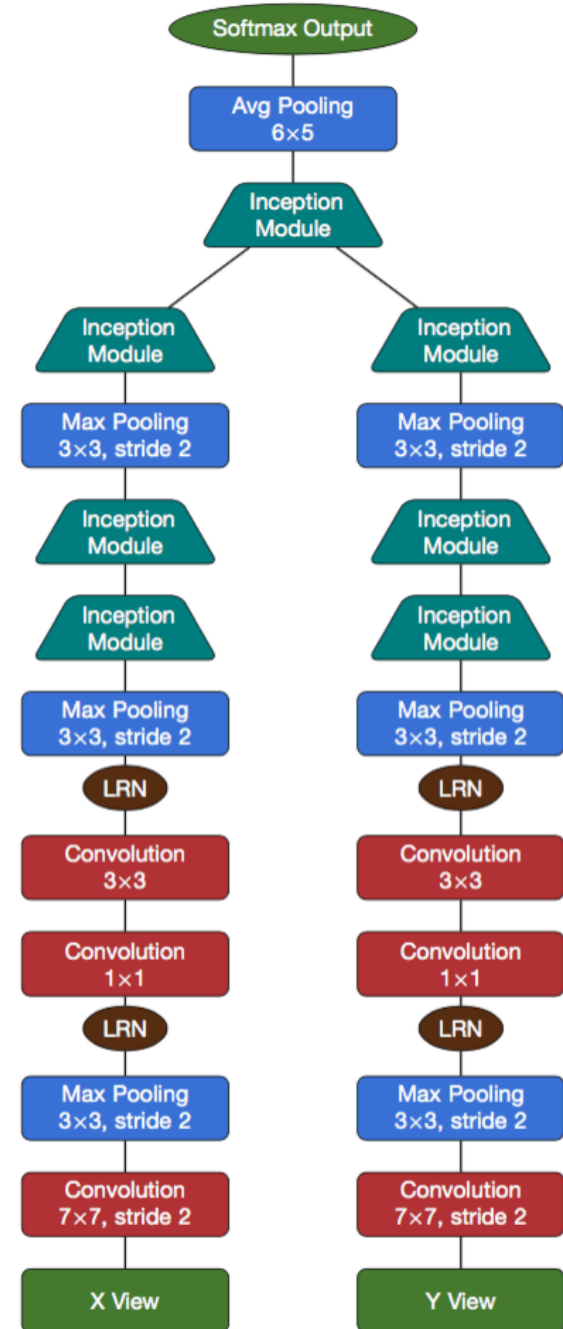 Softmax Output
Avg Pooling
6×5
Inception
Module
Inception
Module
Inception
Module
Max Pooling
3×3, stride 2
Max Pooling
3×3, stride 2
Inception
Module
Inception
Module
Inception
Module
Inception
Module
Max Pooling
3×3, stride 2
Max Pooling
3×3, stride 2
LRN
LRN
Convolution
3×3
Convolution
3×3
Convolution
1×1
Convolution
1×1
LRN
LRN
Max Pooling
3×3, stride 2
Max Pooling
3×3, stride 2
Convolution
7×7, stride 2
Convolution
7×7, stride 2
X View
Y View